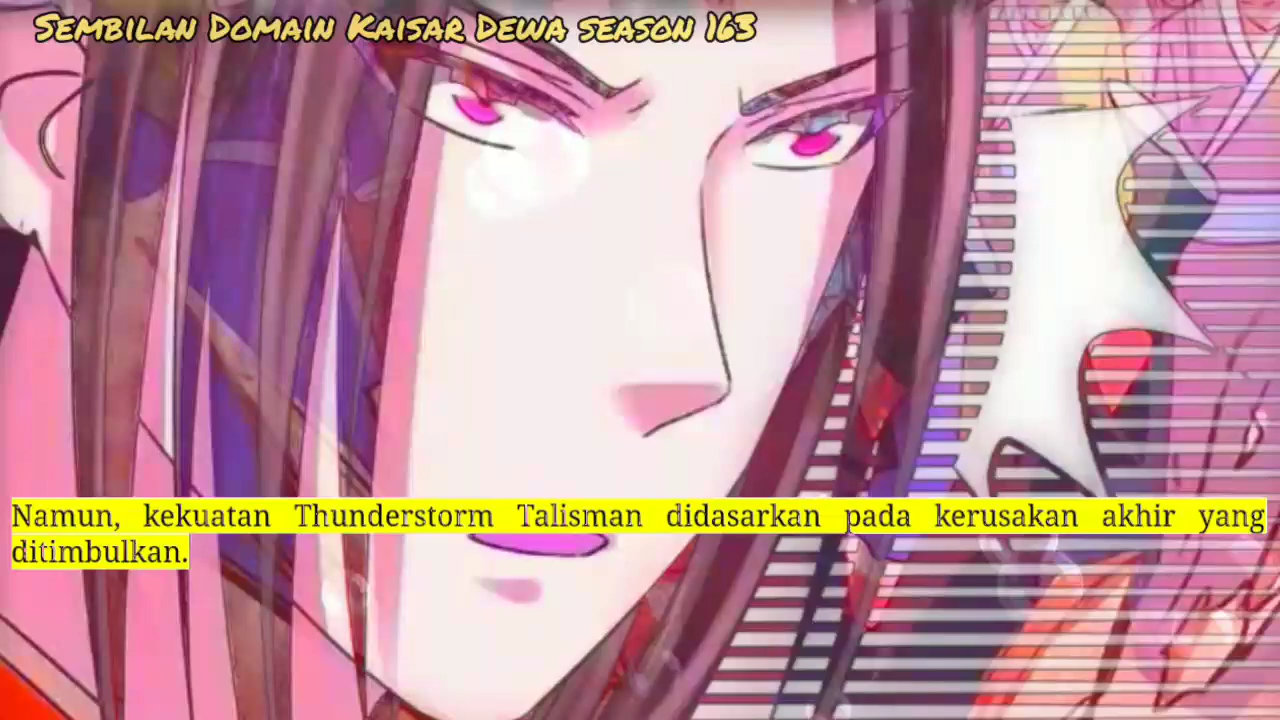 Sembilan Domain Kaisar Dewa season 163
Namun, kekuatan Thunderstorm Talisman didasarkan pada kerusakan akhir yang
ditimbulkan.